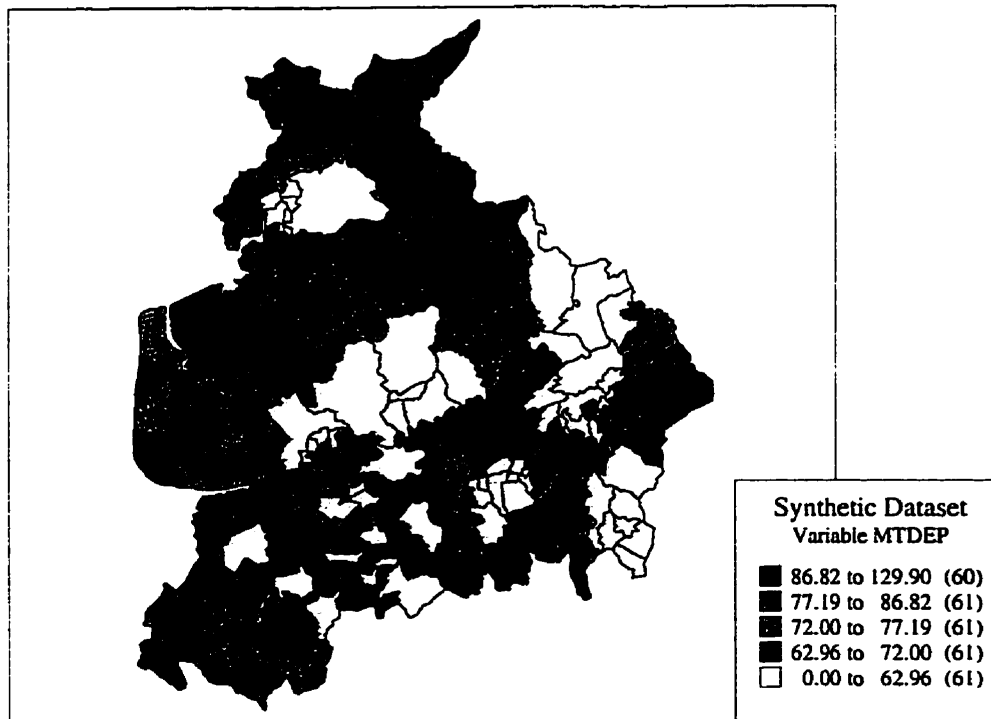 Synthetic Dataset
Variable MTDEP
86.82 to 129.90 (60)
77.19 to 86.82 (61)
72.00 to 77.19 (61)
62.96 to 72.00 (61)
0.00 to 62.96 (61)